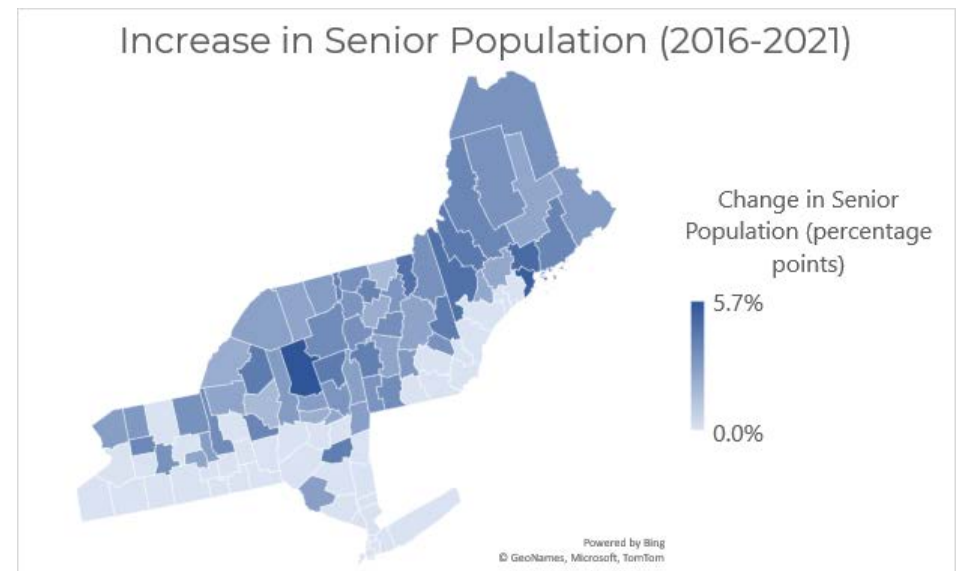 Increase in Senior Population (2016-2021)
Change in Senior
Population (percentage
points)
5.7%
0.0%
Powered by Bing
© GeoNames, Microsoft, TomTom